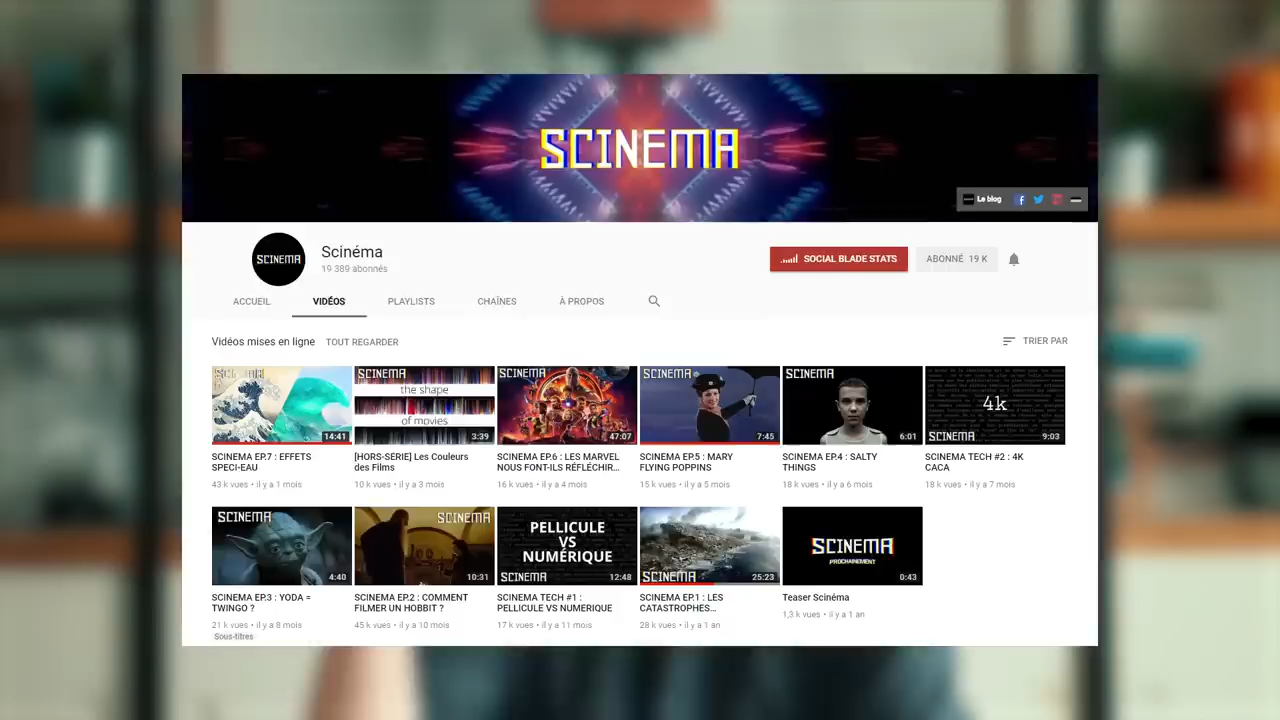 SCINEMA
Le blog
SCINEMA
Scinéma
19 389 abonnés
SOCIAL BLADE STATS
ABONNÉ 19 K
ACCUEIL
VIDÉOS
PLAYLISTS
CHAÎNES
À PROPOS
Vidéos mises en ligne
TOUT REGARDER
TRIER PAR
SCINEMA
14:41
SCINEMA
the shape
of movies
3:39
SCINEMA
47:07
SCINEMA
7:45
SCINEMA
6:01
4k
SCINEMA
9:03
SCINEMA EP.7 : EFFETS
SPECI-EAU
43 k vues • il y a 1 mois
[HORS-SERIE] Les Couleurs
des Films
10 k vues • il y a 3 mois
SCINEMA EP.6 : LES MARVEL
NOUS FONT-ILS RÉFLÉCHIR...
16 k vues • il y a 4 mois
SCINEMA EP.5 : MARY
FLYING POPPINS
15 k vues • il y a 5 mois
SCINEMA EP.4 : SALTY
THINGS
18 k vues • il y a 6 mois
SCINEMA TECH #2 : 4K
CACA
18 k vues • il y a 7 mois
SCINEMA
4:40
SCINEMA
10:31
PELLICULE
VS
NUMÉRIQUE
SCINEMA
12:48
SCINEMA
25:23
SCINEMA
PROCHAINEMENT
0:43
SCINEMA EP.3 : YODA =
TWINGO ?
21 k vues • il y a 8 mois
Sous-titres
SCINEMA EP.2 : COMMENT
FILMER UN HOBBIT ?
45 k vues • il y a 10 mois
SCINEMA TECH #1 :
PELLICULE VS NUMERIQUE
17 k vues • il y a 11 mois
SCINEMA EP.1 : LES
CATASTROPHES...
28 k vues • il y a 1 an
Teaser Scinéma
1,3 k vues • il y a 1 an